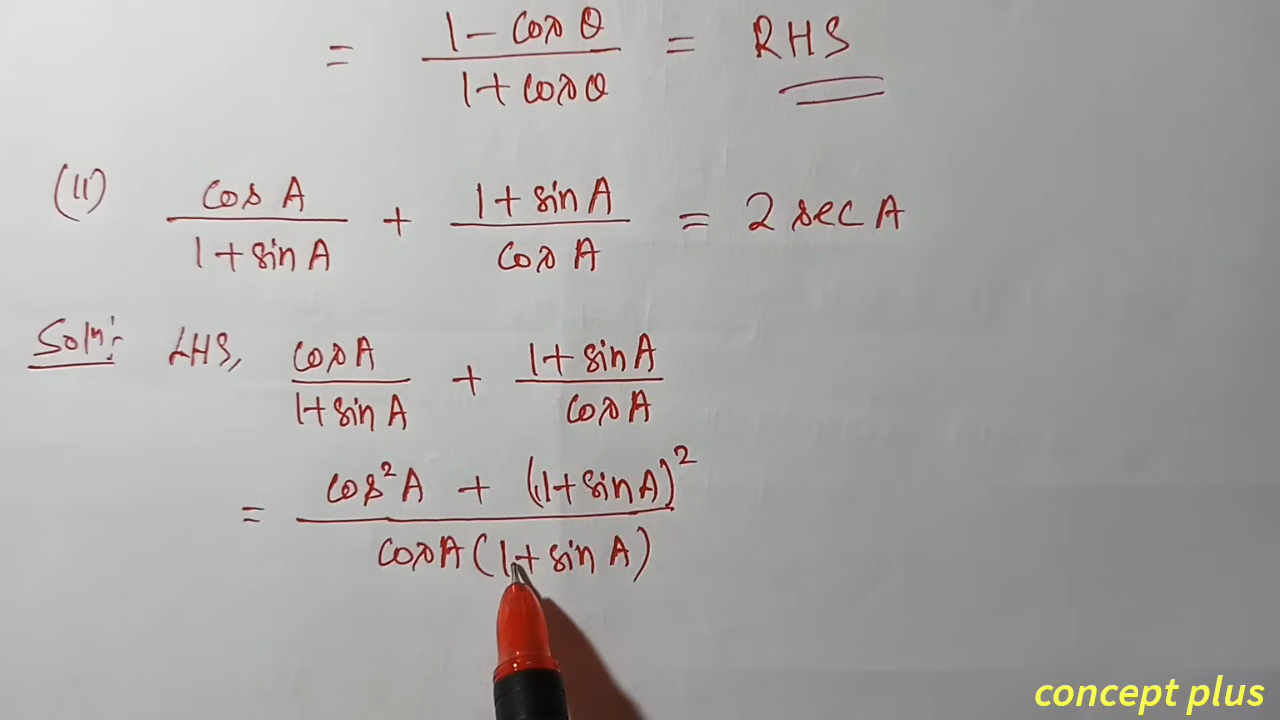 = (1 - cos θ)/(1 + cos θ) = RHS
(ii) cos A/(1 + sin A) + (1 + sin A)/cos A = 2 sec A
Soln: LHS, cos A/(1 + sin A) + (1 + sin A)/cos A
= (cos² A + (1 + sin A)²)/(cos A (1 + sin A))
concept plus